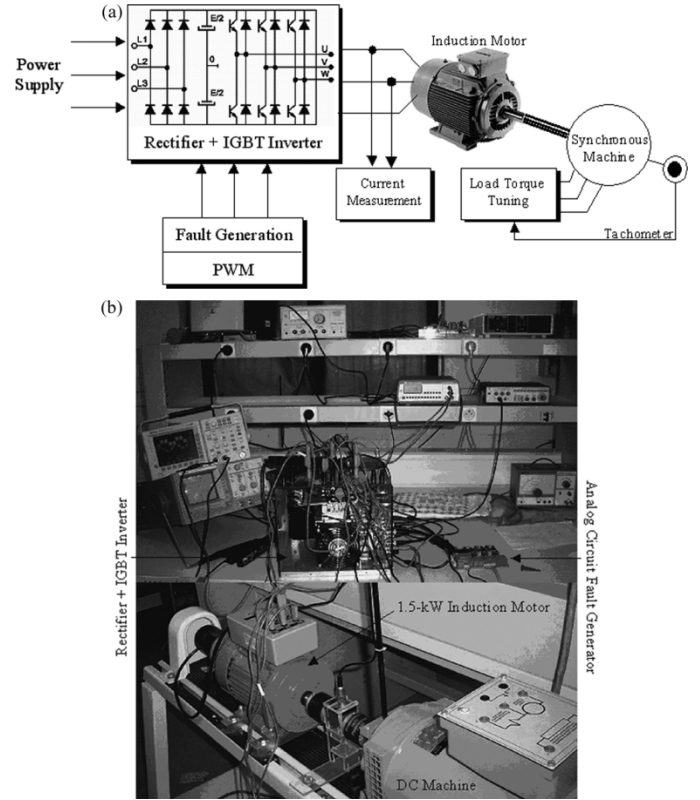 (a)
Power
Supply
L1
L2
L3
E/2
0
E/2
U
V
W
Rectifier + IGBT Inverter
Induction Motor
Synchronous
Machine
Current
Measurement
Load Torque
Tuning
Tachometer
Fault Generation
PWM
(b)
Rectifier + IGBT Inverter
Analog Circuit Fault Generator
1.5-kW Induction Motor
DC Machine